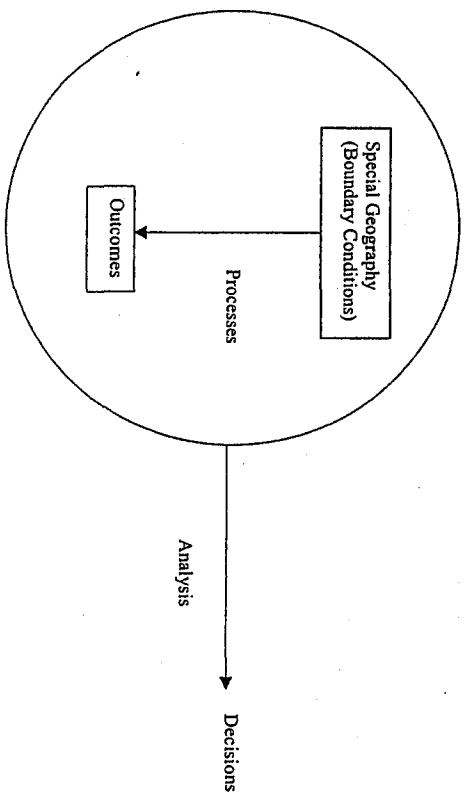 Special Geography
(Boundary Conditions)
Processes
Outcomes
Analysis
Decisions